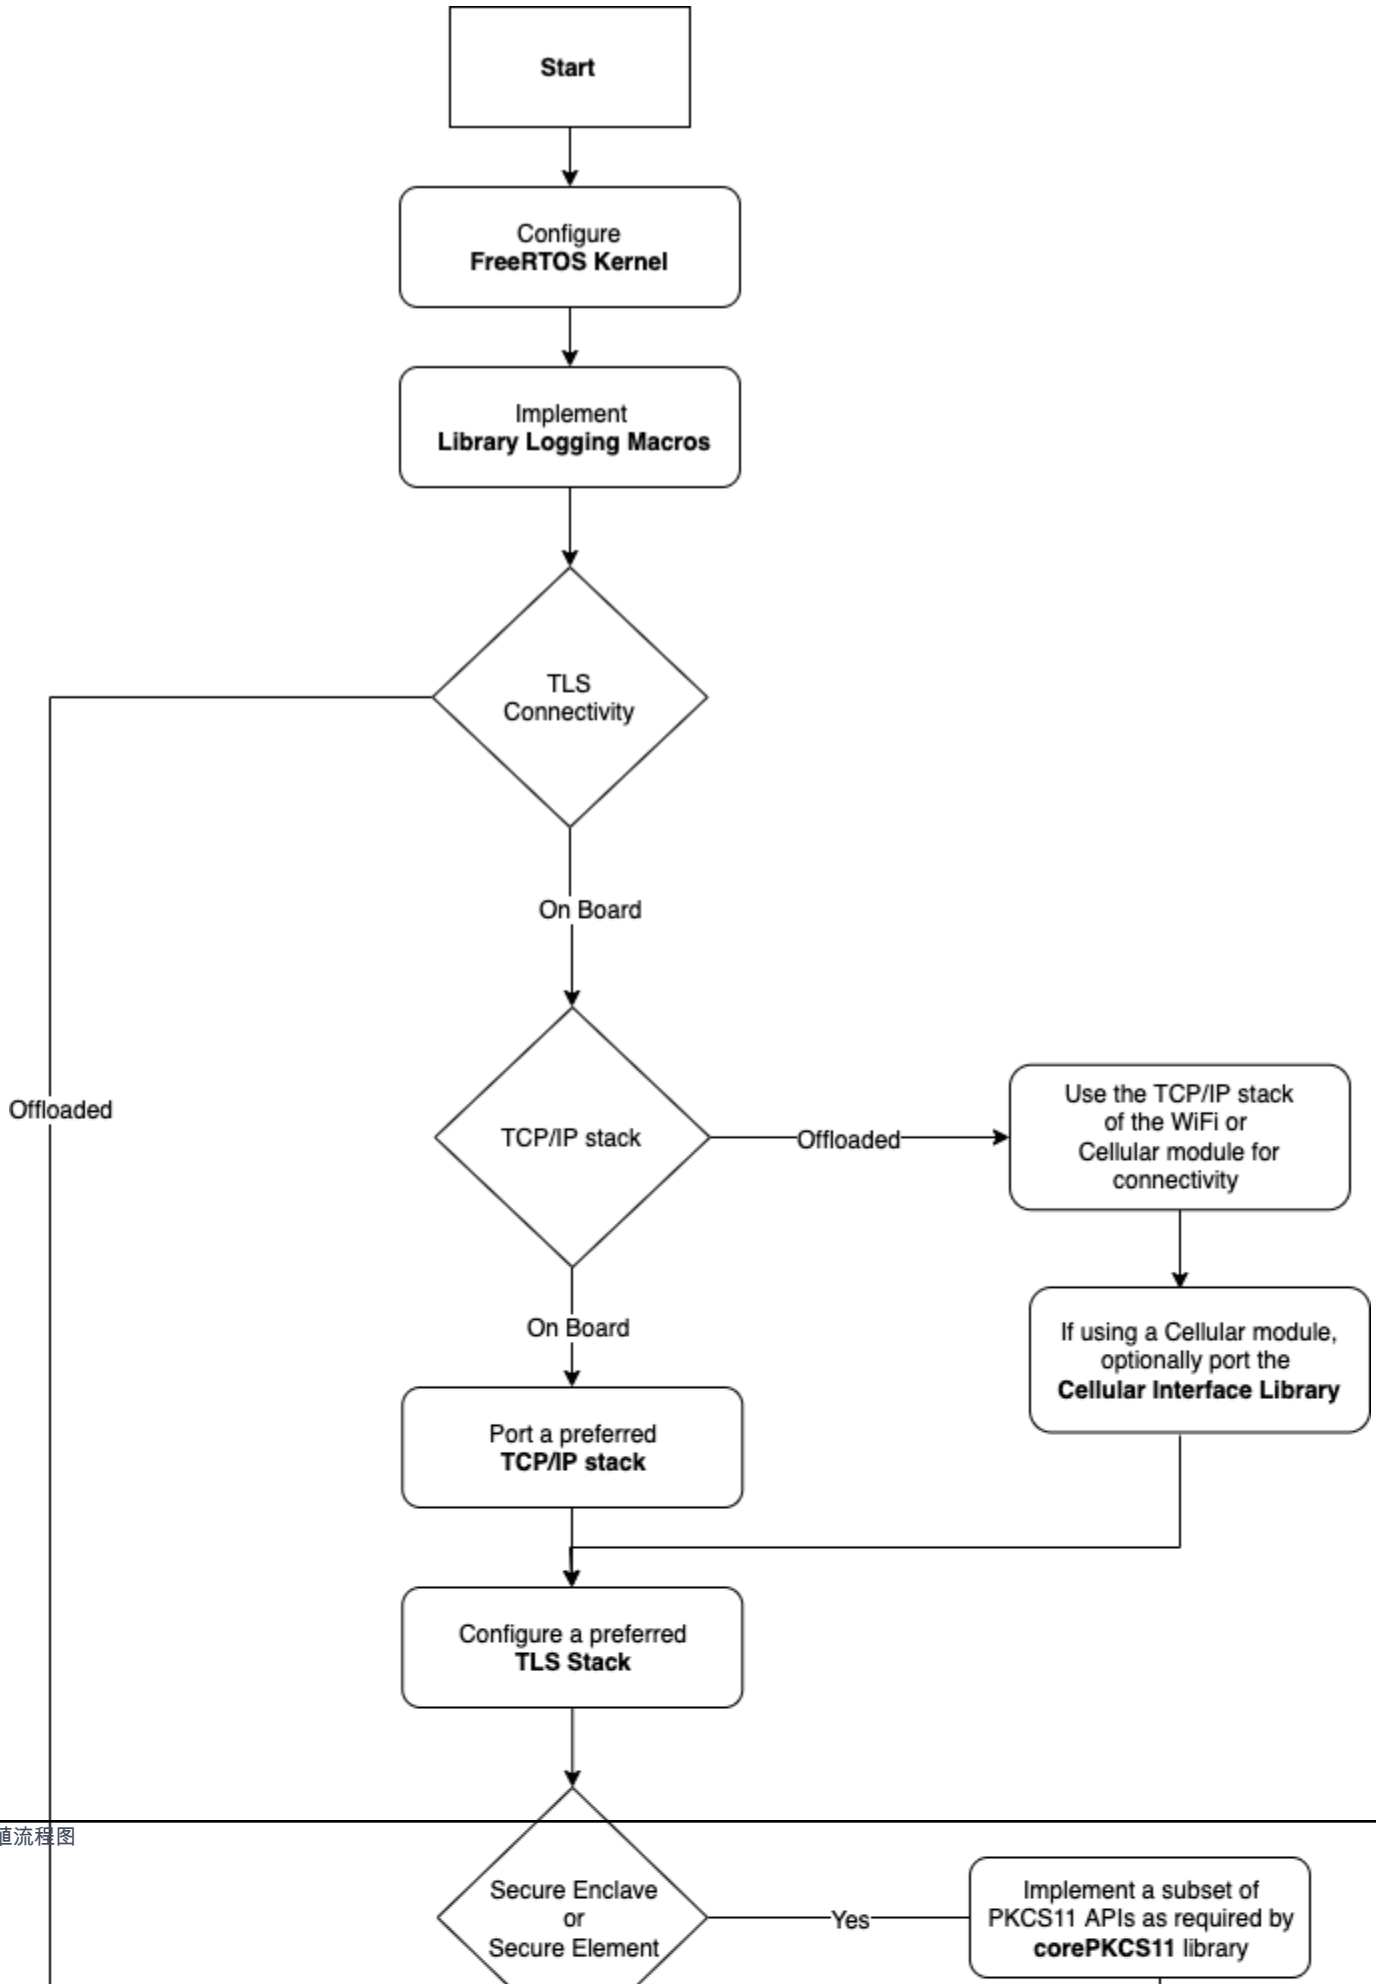 Start
Configure
FreeRTOS Kernel
Implement
Library Logging Macros
TLS
Connectivity
On Board
Offloaded
TCP/IP stack
Offloaded
Use the TCP/IP stack
of the WiFi or
Cellular module for
connectivity
On Board
If using a Cellular module,
optionally port the
Cellular Interface Library
Port a preferred
TCP/IP stack
Configure a preferred
TLS Stack
流程图
Secure Enclave
or
Secure Element
Yes
Implement a subset of
PKCS11 APIs as required by
corePKCS11 library